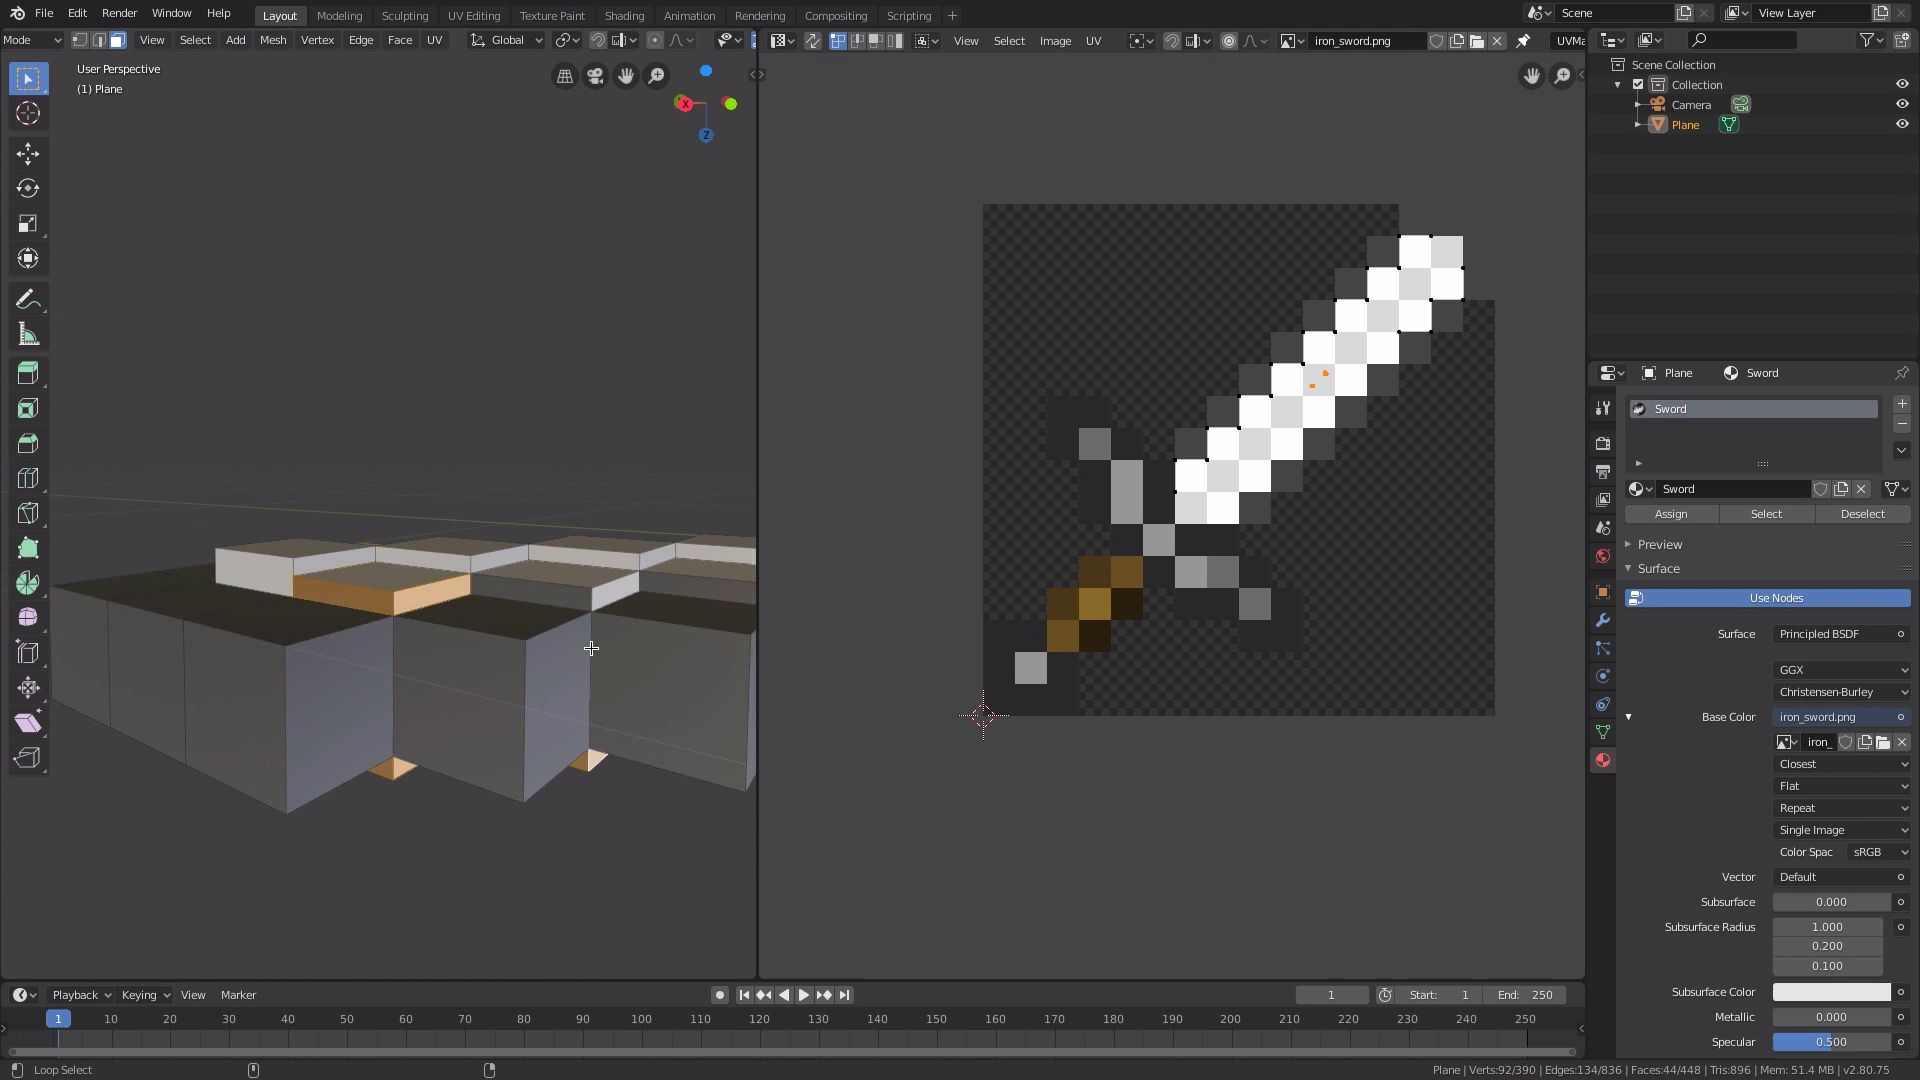 File Edit Render Window Help Layout Modeling Sculpting UV Editing Texture Paint Shading Animation Rendering Compositing Scripting + Scene View Layer
Mode View Select Add Mesh Vertex Edge Face UV Global View Select Image UV iron_sword.png UVMa
User Perspective
(1) Plane
X
Z
Scene Collection
Collection
Camera
Plane
Plane Sword
Sword
Sword
Assign Select Deselect
Preview
Surface
Use Nodes
Surface Principled BSDF
GGX
Christensen-Burley
Base Color iron_sword.png
iron_
Closest
Flat
Repeat
Single Image
Color Spac sRGB
Vector Default
Subsurface 0.000
Subsurface Radius 1.000
0.200
0.100
Subsurface Color
Metallic 0.000
Specular 0.500
Playback Keying View Marker 1 Start: 1 End: 250
1 10 20 30 40 50 60 70 80 90 100 110 120 130 140 150 160 170 180 190 200 210 220 230 240 250
Loop Select
Plane | Verts:92/390 | Edges:134/836 | Faces:44/448 | Tris:896 | Mem: 51.4 MB | v2.80.75